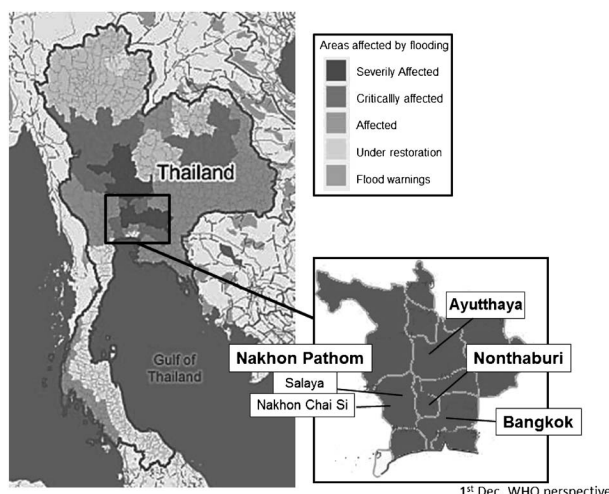 Areas affected by flooding
Severily Affected
Criticallly affected
Affected
Under restoration
Flood warnings
Thailand
Gulf of
Thailand
Ayutthaya
Nakhon Pathom
Nonthaburi
Salaya
Nakhon Chai Si
Bangkok
1st Dec, WHO perspective